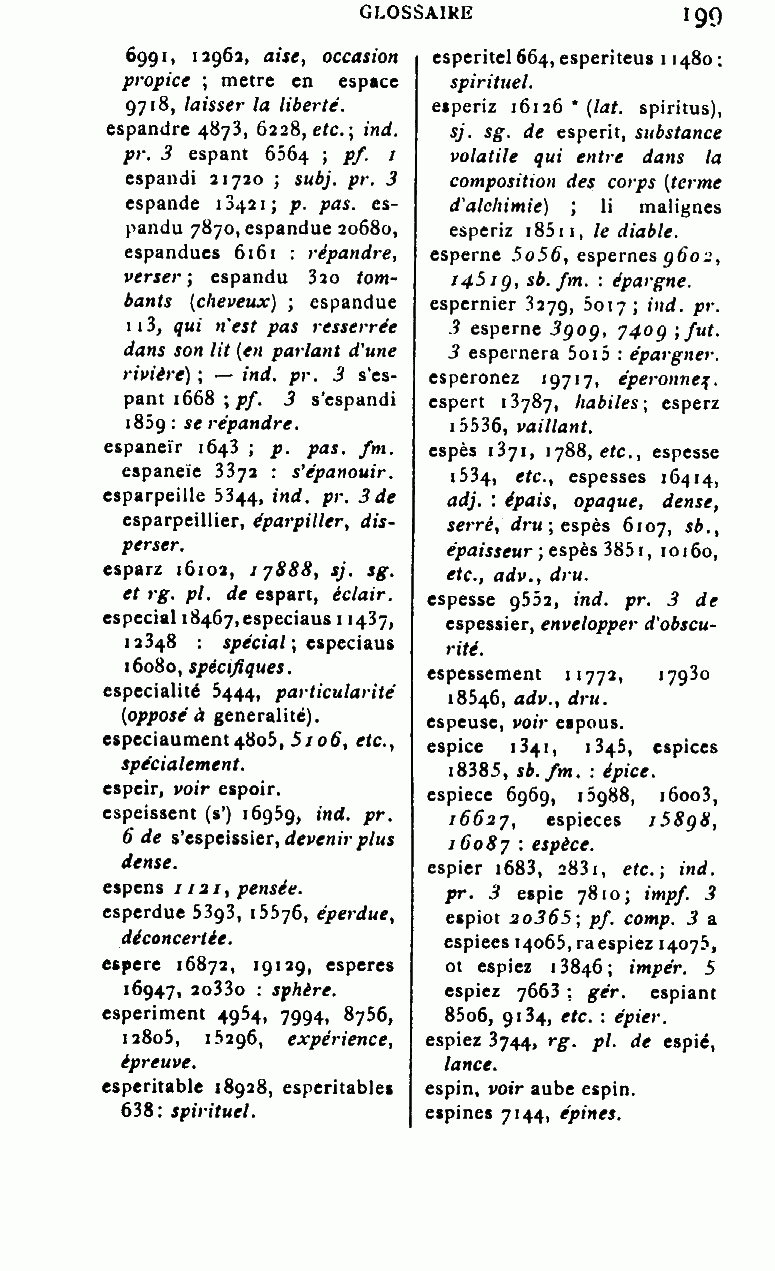 GLOSSAIRE 199
6991, 12962, aise, occasion
propice ; metre en espace
9718, laisser la liberté.
espandre 4873, 6228, etc.; ind.
pr. 3 espant 6564 ; pf. 1
espandi 21720 ; subj. pr. 3
espande 13421; p. pas. es-
pandu 7870, espandue 20680,
espandues 6161 : répandre,
verser ; espandu 320 tom-
bants (cheveux) ; espandue
113, qui n'est pas resserrée
dans son lit (en parlant d'une
rivière) ; — ind. pr. 3 s'es-
pant 1668 ; pf. 3 s'espandi
1859 : se répandre.
espaneïr 1643 ; p. pas. fm.
espaneïe 3372 : s'épanouir.
esparpeille 5344, ind. pr. 3 de
esparpeillier, éparpiller, dis-
perser.
esparz 16102, 17888, sj. sg.
et rg. pl. de espart, éclair.
especial 18467, especiaus 11437,
12348 : spécial ; especiaus
16080, spécifiques.
especialité 5444, particularité
(opposé à generalité).
especiaument 4805, 5106, etc.,
spécialement.
espeir, voir espoir.
espeissent (s') 16959, ind. pr.
6 de s'espeissier, devenir plus
dense.
espens 1121, pensée.
esperdue 5393, 15576, éperdue,
déconcertée.
espere 16872, 19129, esperes
16947, 20330 : sphère.
esperiment 4954, 7994, 8756,
12805, 15296, expérience,
épreuve.
esperitable 18928, esperitables
638 : spirituel.
esperitel 664, esperiteus 11480 :
spirituel.
esperiz 16126 * (lat. spiritus),
sj. sg. de esperit, substance
volatile qui entre dans la
composition des corps (terme
d'alchimie) ; li malignes
esperiz 18511, le diable.
esperne 5056, espernes 9602,
14519, sb. fm. : épargne.
espernier 3279, 5017 ; ind. pr.
3 esperne 3909, 7409 ; fut.
3 espernera 5015 : épargner.
esperonez 19717, éperonnez.
espert 13787, habiles ; esperz
15536, vaillant.
espès 1371, 1788, etc., espesse
1534, etc., espesses 16414,
adj. : épais, opaque, dense,
serré, dru ; espès 6107, sb.,
épaisseur ; espès 3851, 10160,
etc., adv., dru.
espesse 9552, ind. pr. 3 de
espessier, envelopper d'obscu-
rité.
espessement 11772, 17930
18546, adv., dru.
espeuse, voir espous.
espice 1341, 1345, espices
18385, sb. fm. : épice.
espiece 6969, 15988, 16003,
16627, espieces 15898,
16087 : espèce.
espier 1683, 2831, etc. ; ind.
pr. 3 espie 7810; impf. 3
espiot 20365; pf. comp. 3 a
espiees 14065, ra espiez 14075,
ot espiez 13846; impér. 5
espiez 7663 ; gér. espiant
8506, 9134, etc. : épier.
espiez 3744, rg. pl. de espié,
lance.
espin, voir aube espin.
espines 7144, épines.